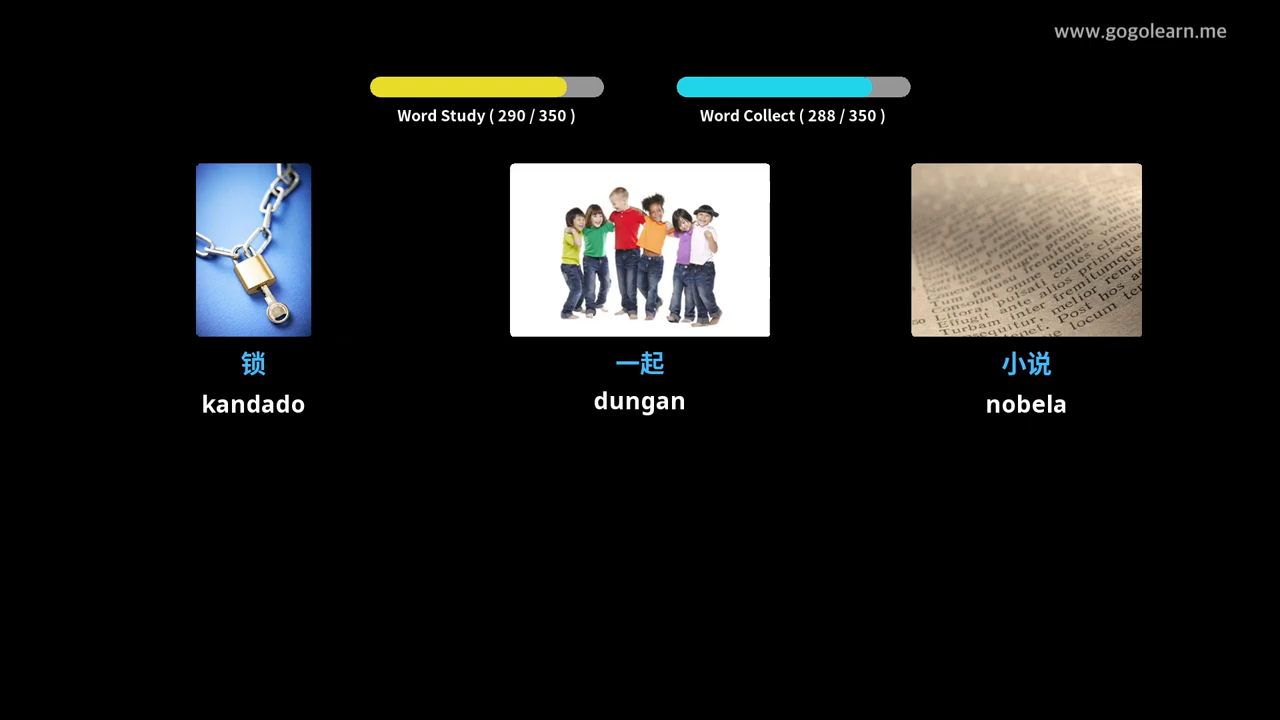 www.gogolearn.me
Word Study ( 290 / 350 )
Word Collect ( 288 / 350 )
锁
kandado
一起
dungan
小说
nobela